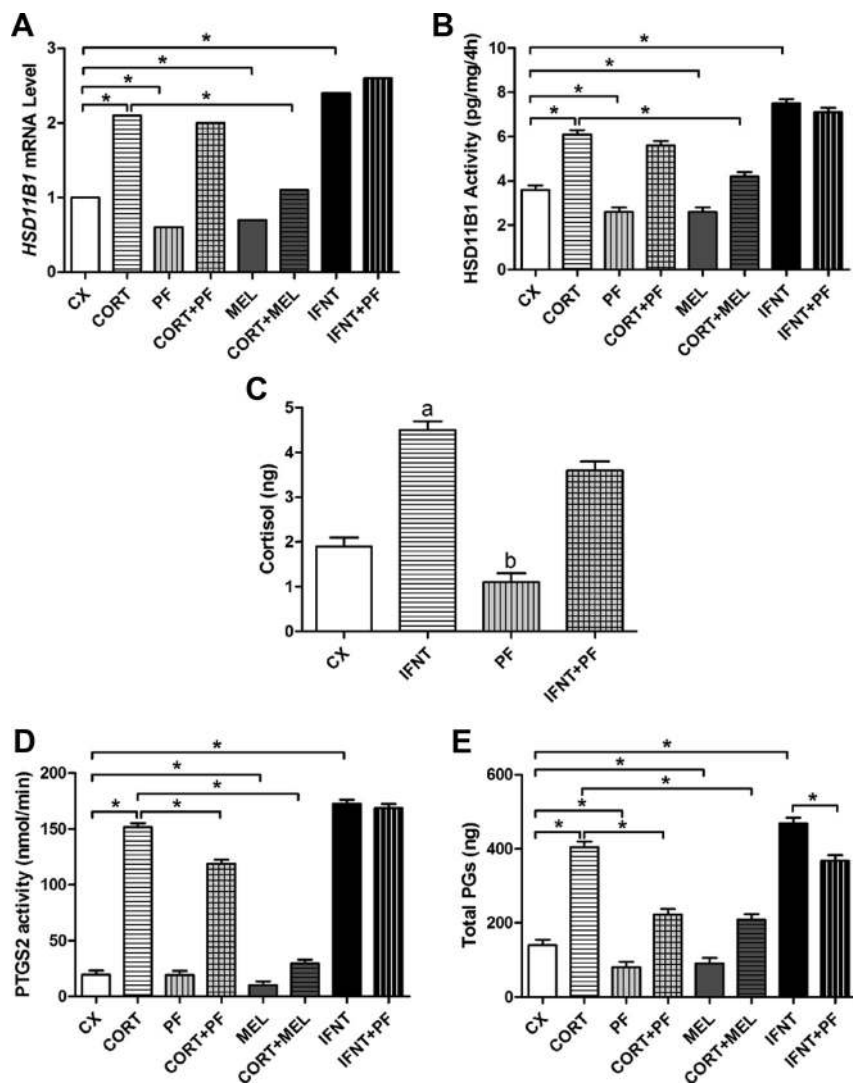 A
HSD11B1 mRNA Level
3
2
1
0
*
*
*
*
*
CX
CORT
PF
CORT+PF
MEL
CORT+MEL
IFNT
IFNT+PF
B
HSD11B1 Activity (pg/mg/4h)
10
8
6
4
2
0
*
*
*
*
*
CX
CORT
PF
CORT+PF
MEL
CORT+MEL
IFNT
IFNT+PF
C
Cortisol (ng)
5
4
3
2
1
0
a
b
CX
IFNT
PF
IFNT+PF
D
PTGS2 activity (nmol/min)
200
150
100
50
0
*
*
*
*
*
CX
CORT
PF
CORT+PF
MEL
CORT+MEL
IFNT
IFNT+PF
E
Total PGs (ng)
600
400
200
0
*
*
*
*
*
*
*
CX
CORT
PF
CORT+PF
MEL
CORT+MEL
IFNT
IFNT+PF